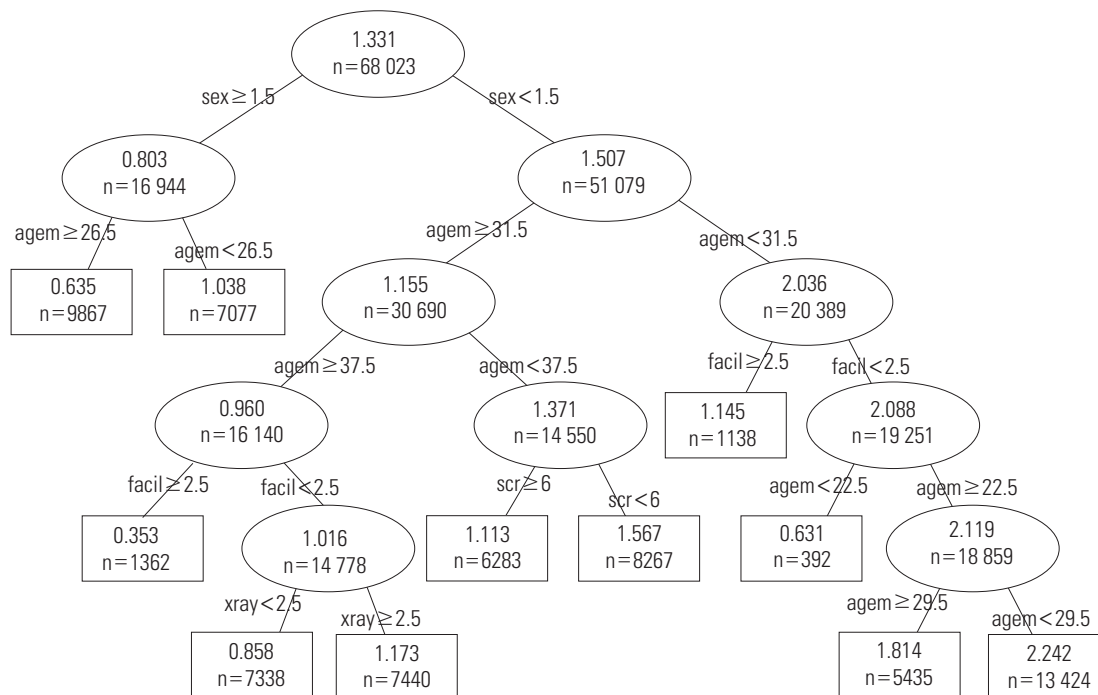 1.331
n=68 023
sex≥1.5
sex<1.5
0.803
n=16 944
1.507
n=51 079
agem≥26.5
agem<26.5
agem≥31.5
agem<31.5
0.635
n=9867
1.038
n=7077
1.155
n=30 690
2.036
n=20 389
agem≥37.5
agem<37.5
facil≥2.5
facil<2.5
0.960
n=16 140
1.371
n=14 550
1.145
n=1138
2.088
n=19 251
facil≥2.5
facil<2.5
scr≥6
scr<6
agem<22.5
agem≥22.5
0.353
n=1362
1.016
n=14 778
1.113
n=6283
1.567
n=8267
0.631
n=392
2.119
n=18 859
xray<2.5
xray≥2.5
agem≥29.5
agem<29.5
0.858
n=7338
1.173
n=7440
1.814
n=5435
2.242
n=13 424